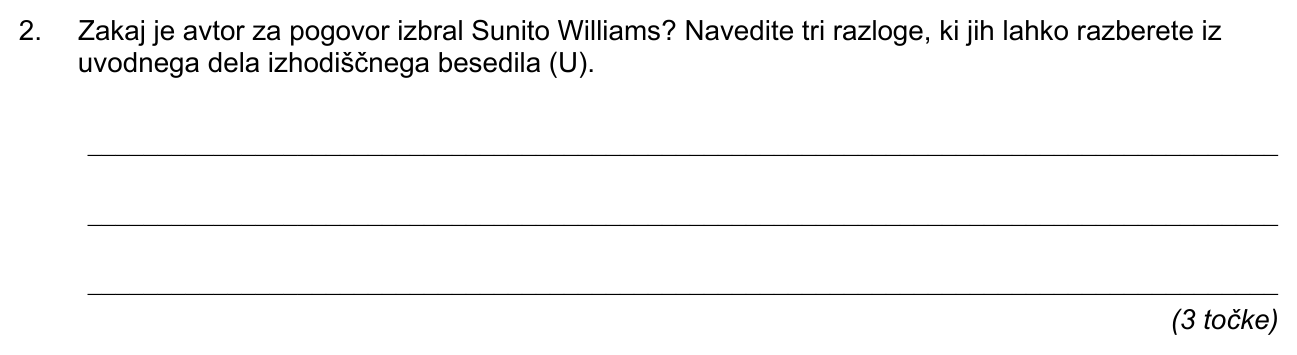 2. Zakaj je avtor za pogovor izbral Sunito Williams? Navedite tri razloge, ki jih lahko razberete iz
uvodnega dela izhodiščnega besedila (U).
(3 točke)